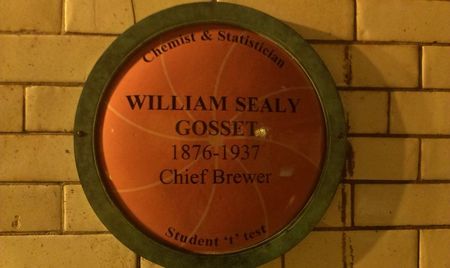 Chemist & Statistician
WILLIAM SEALY
GOSSET
1876-1937
Chief Brewer
Student 't' test